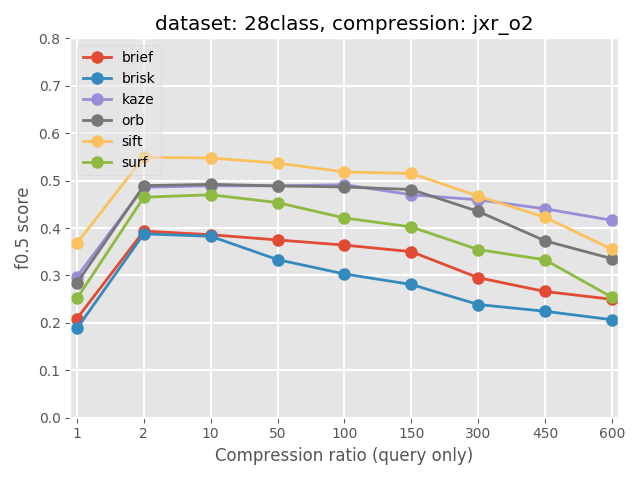 dataset: 28class, compression: jxr_o2
f0.5 score
0.8
0.7
0.6
0.5
0.4
0.3
0.2
0.1
0.0
brief
brisk
kaze
orb
sift
surf
1 2 10 50 100 150 300 450 600
Compression ratio (query only)